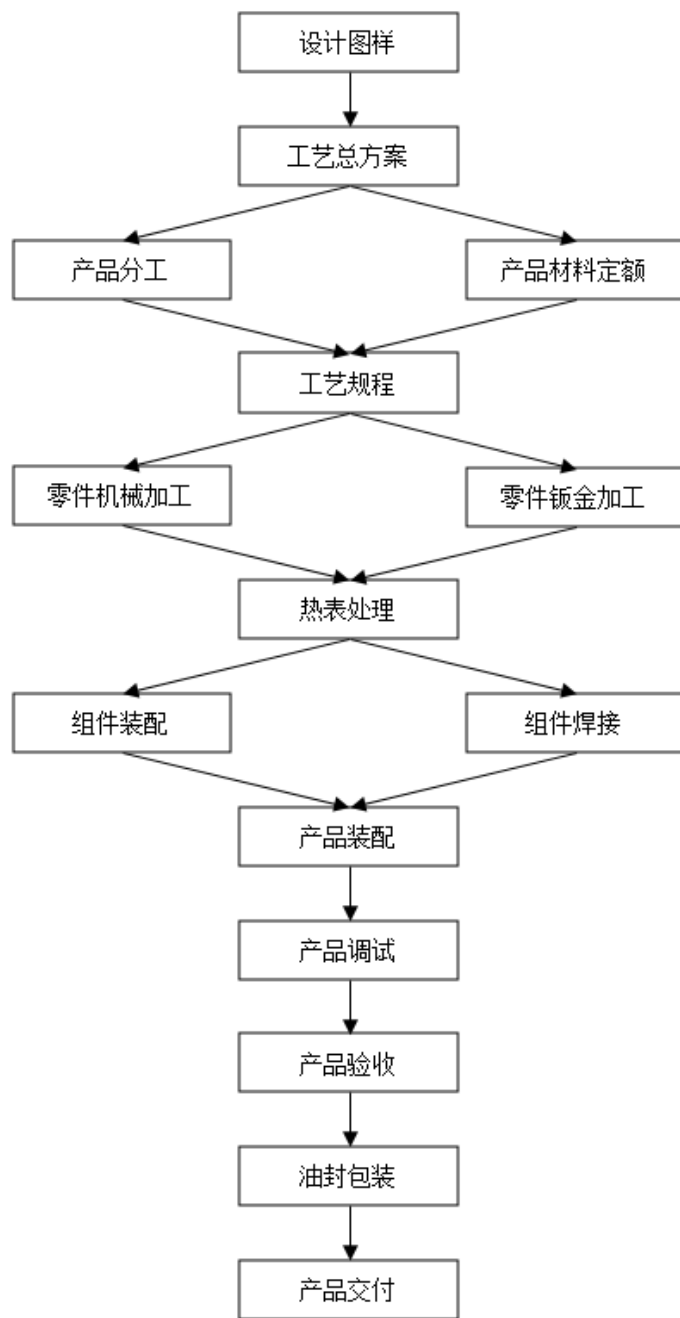 设计图样
工艺总方案
产品分工
产品材料定额
工艺规程
零件机械加工
零件钣金加工
热表处理
组件装配
组件焊接
产品装配
产品调试
产品验收
油封包装
产品交付